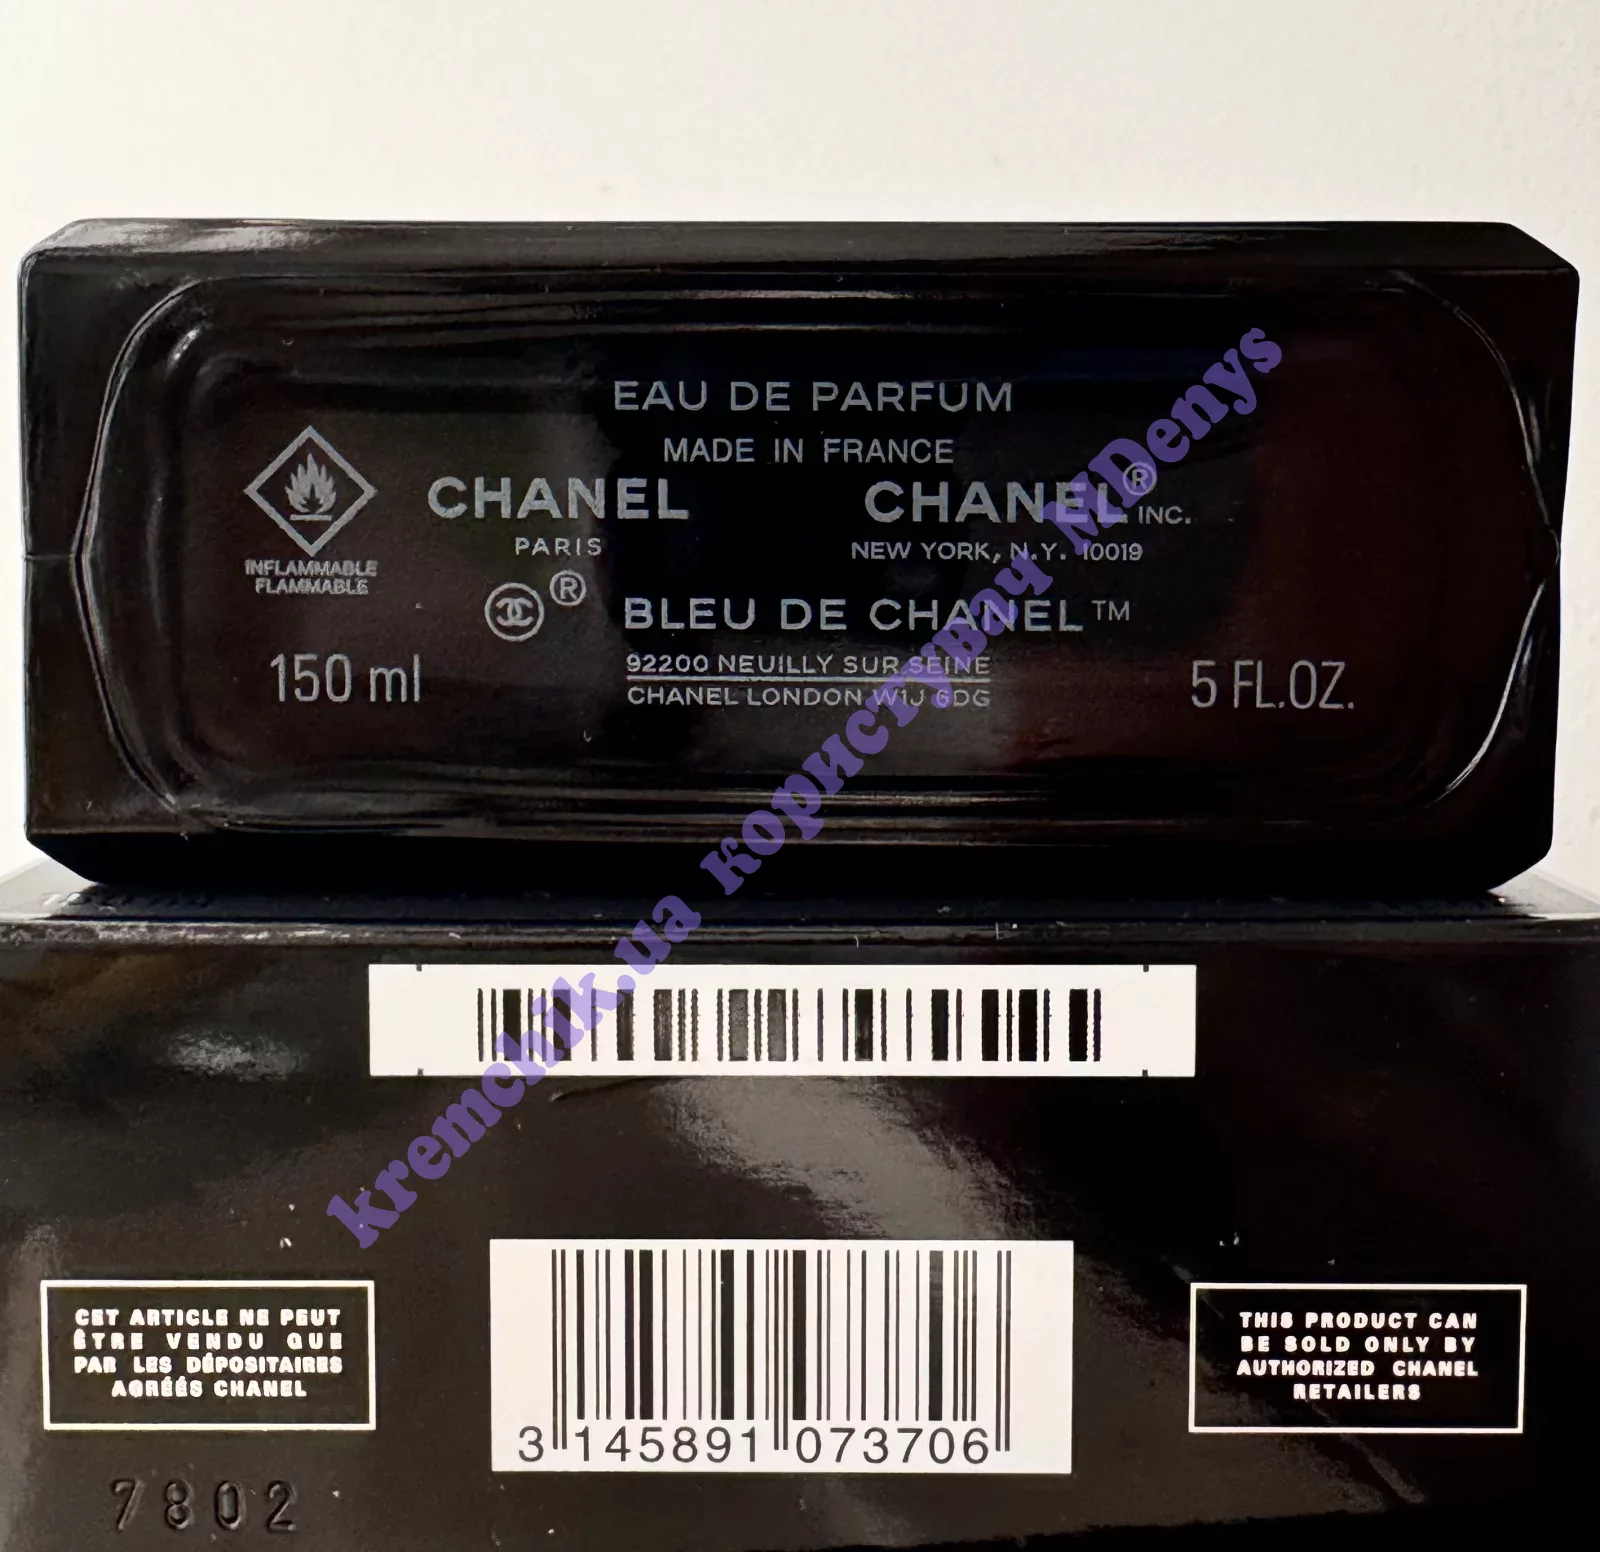 EAU DE PARFUM
MADE IN FRANCE
CHANEL
PARIS
CHANEL® INC.
NEW YORK, N.Y. 10019
INFLAMMABLE
FLAMMABLE
® BLEU DE CHANEL™
150 ml
92200 NEUILLY SUR SEINE
CHANEL LONDON W1J 6DG
5 FL.OZ.
kremchik.ua користувач MDenys
CET ARTICLE NE PEUT
ÊTRE VENDU QUE
PAR LES DÉPOSITAIRES
AGRÉÉS CHANEL
3 145891 073706
THIS PRODUCT CAN
BE SOLD ONLY BY
AUTHORIZED CHANEL
RETAILERS
7802